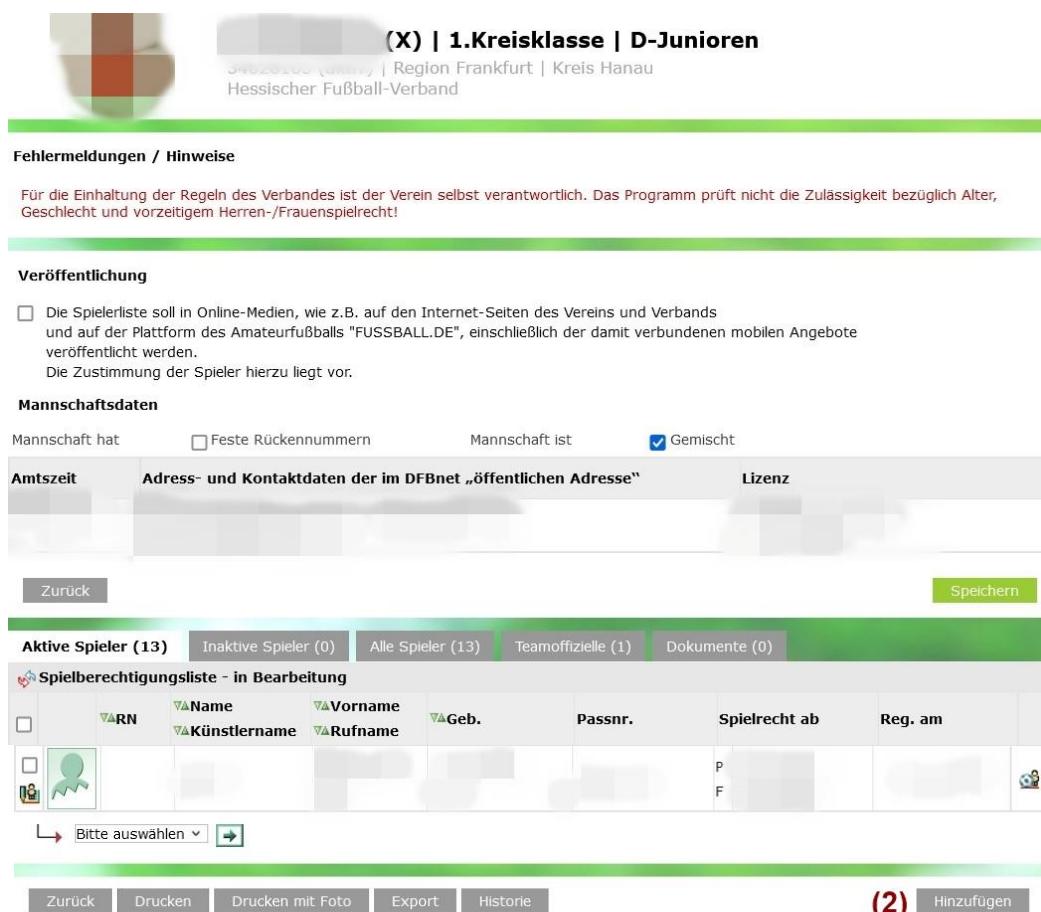 (X) | 1.Kreisklasse | D-Junioren
| Region Frankfurt | Kreis Hanau
Hessischer Fußball-Verband
Fehlermeldungen / Hinweise
Für die Einhaltung der Regeln des Verbandes ist der Verein selbst verantwortlich. Das Programm prüft nicht die Zulässigkeit bezüglich Alter,
Geschlecht und vorzeitigem Herren-/Frauenspielrecht!
Veröffentlichung
Die Spielerliste soll in Online-Medien, wie z.B. auf den Internet-Seiten des Vereins und Verbands
und auf der Plattform des Amateurfußballs "FUSSBALL.DE", einschließlich der damit verbundenen mobilen Angebote
veröffentlicht werden.
Die Zustimmung der Spieler hierzu liegt vor.
Mannschaftsdaten
Mannschaft hat Feste Rückennummern Mannschaft ist Gemischt
Amtszeit Adress- und Kontaktdaten der im DFBnet „öffentlichen Adresse“ Lizenz
Zurück Speichern
Aktive Spieler (13) Inaktive Spieler (0) Alle Spieler (13) Teamoffizielle (1) Dokumente (0)
Spielberechtigungsliste - in Bearbeitung
RN Name Vorname Geb. Passnr. Spielrecht ab Reg. am
Künstlername Rufname
P
F
Bitte auswählen
Zurück Drucken Drucken mit Foto Export Historie (2) Hinzufügen